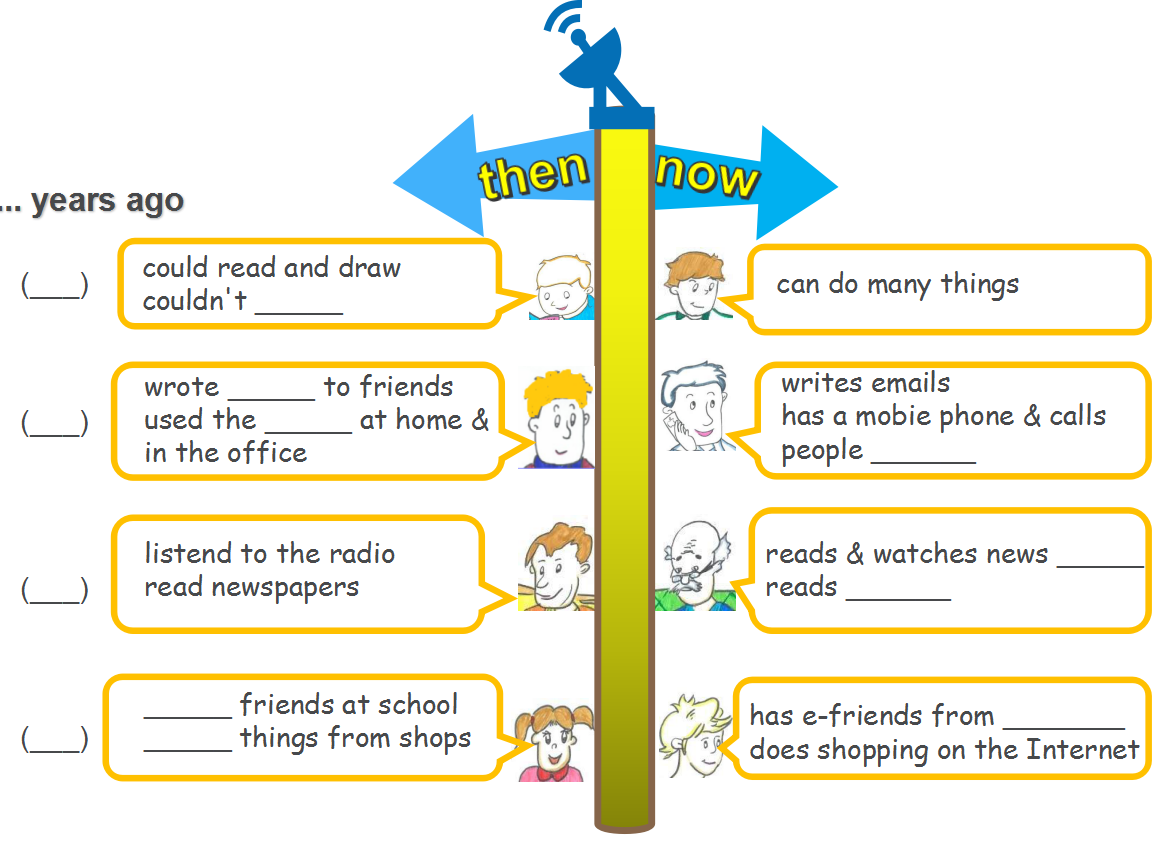 then
now
... years ago
(___)
could read and draw
couldn't ______
can do many things
(___)
wrote ______ to friends
used the ______ at home &
in the office
writes emails
has a mobie phone & calls
people _______
(___)
listend to the radio
read newspapers
reads & watches news ______
reads _______
(___)
______ friends at school
______ things from shops
has e-friends from ________
does shopping on the Internet